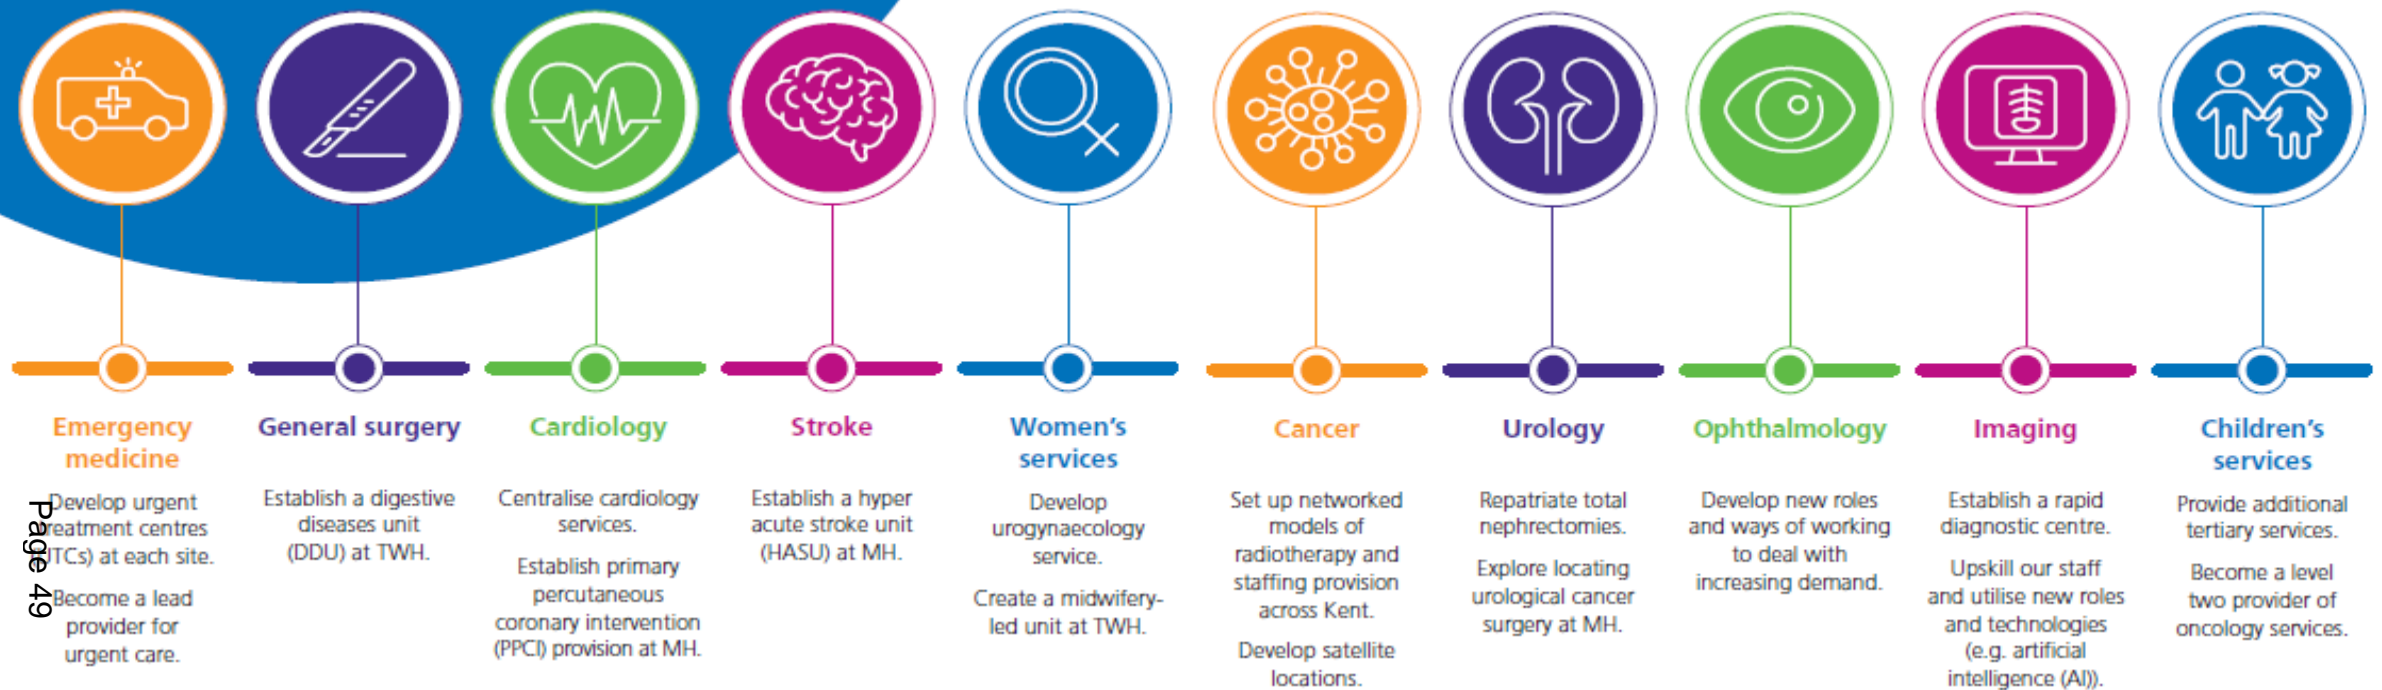 Emergency
medicine
Develop urgent
treatment centres
(UTCs) at each site.
Become a lead
provider for
urgent care.
General surgery
Establish a digestive
diseases unit
(DDU) at TWH.
Cardiology
Centralise cardiology
services.
Establish primary
percutaneous
coronary intervention
(PPCI) provision at MH.
Stroke
Establish a hyper
acute stroke unit
(HASU) at MH.
Women's
services
Develop
urogynaecology
service.
Create a midwifery-
led unit at TWH.
Cancer
Set up networked
models of
radiotherapy and
staffing provision
across Kent.
Develop satellite
locations.
Urology
Repatriate total
nephrectomies.
Explore locating
urological cancer
surgery at MH.
Ophthalmology
Develop new roles
and ways of working
to deal with
increasing demand.
Imaging
Establish a rapid
diagnostic centre.
Upskill our staff
and utilise new roles
and technologies
(e.g. artificial
intelligence (AI)).
Children's
services
Provide additional
tertiary services.
Become a level
two provider of
oncology services.
Page 49